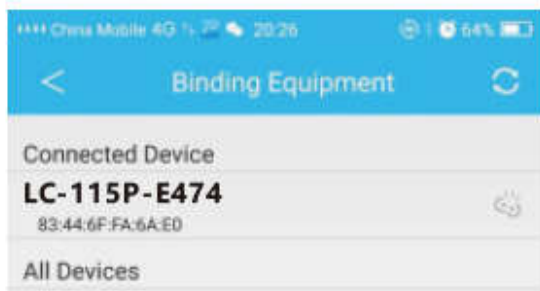 China Mobile 4G 20:26 64%
Binding Equipment
Connected Device
LC-115P-E474
83:44:6F:FA:6A:E0
All Devices